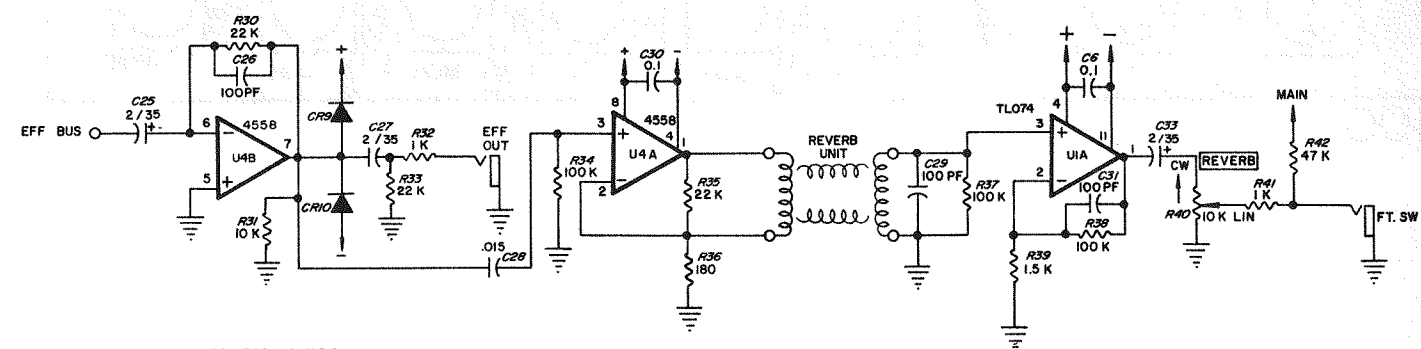 R30
22 K
C26
100PF
C25
2/35
+ -
EFF BUS
6
-
4558
7
U4B
5
+
R31
10 K
+
CR9
CR10
-
C27
2/35
R32
1 K
R33
22 K
EFF
OUT
.015
C28
R34
100 K
+
-
C30
0.1
8
4558
3
+
4
1
U4A
2
-
R35
22 K
R36
180
REVERB
UNIT
C29
100 PF
R37
100 K
+
-
C6
0.1
TL074
4
3
+
11
1
U1A
2
-
C31
100 PF
R38
100 K
R39
1.5 K
C33
2/35
+
CW
REVERB
R40
10 K LIN
R41
1 K
MAIN
R42
47 K
FT. SW